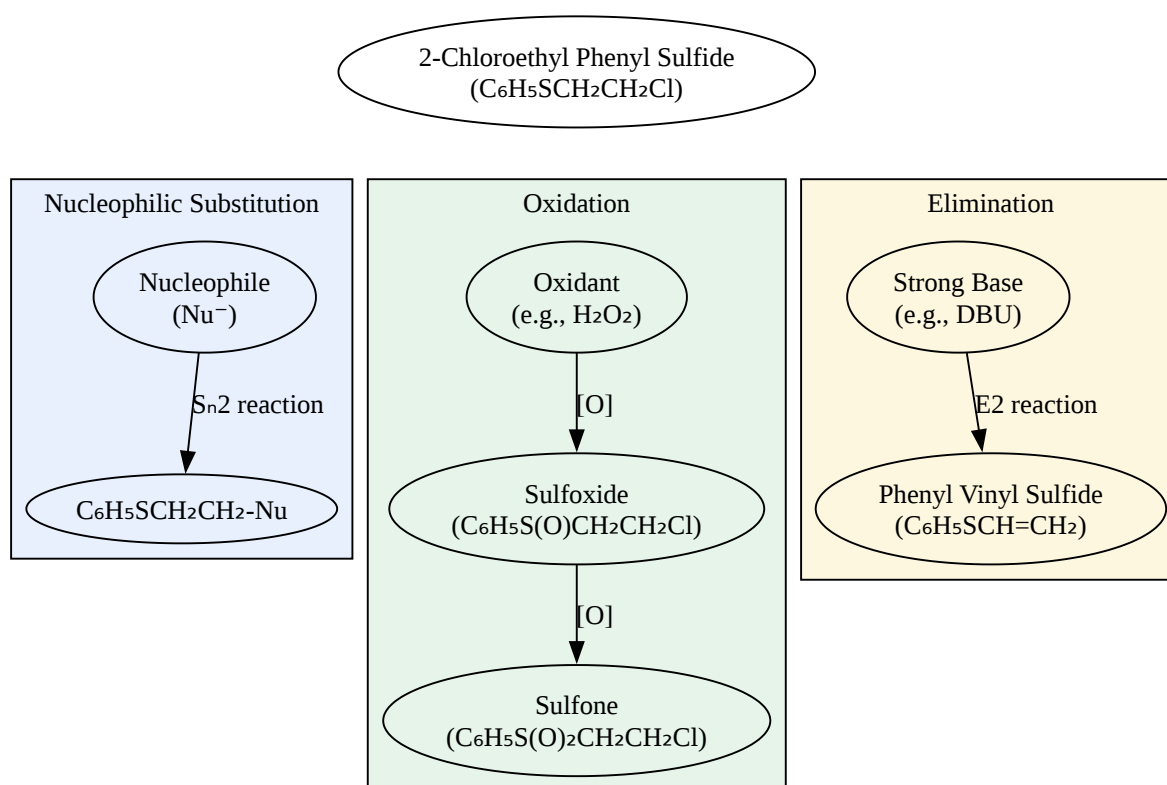 2-Chloroethyl Phenyl Sulfide
(C₆H₅SCH₂CH₂Cl)
Nucleophilic Substitution
Nucleophile
(Nu⁻)
Sₙ2 reaction
C₆H₅SCH₂CH₂-Nu
Oxidation
Oxidant
(e.g., H₂O₂)
[O]
Sulfoxide
(C₆H₅S(O)CH₂CH₂Cl)
[O]
Sulfone
(C₆H₅S(O)₂CH₂CH₂Cl)
Elimination
Strong Base
(e.g., DBU)
E2 reaction
Phenyl Vinyl Sulfide
(C₆H₅SCH=CH₂)